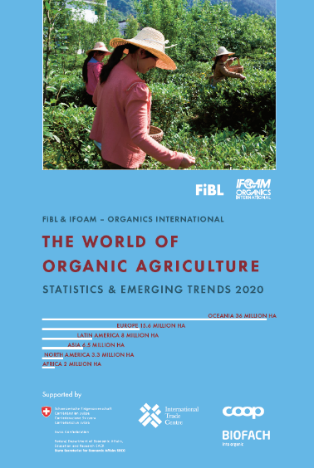 FiBL
IFOAM
ORGANICS
INTERNATIONAL
FiBL & IFOAM – ORGANICS INTERNATIONAL
THE WORLD OF
ORGANIC AGRICULTURE
STATISTICS & EMERGING TRENDS 2020
OCEANIA 36 MILLION HA
EUROPE 15.6 MILLION HA
LATIN AMERICA 8 MILLION HA
ASIA 6.5 MILLION HA
NORTH AMERICA 3.3 MILLION HA
AFRICA 2 MILLION HA
Supported by
International
Trade
Centre
coop
BIOFACH